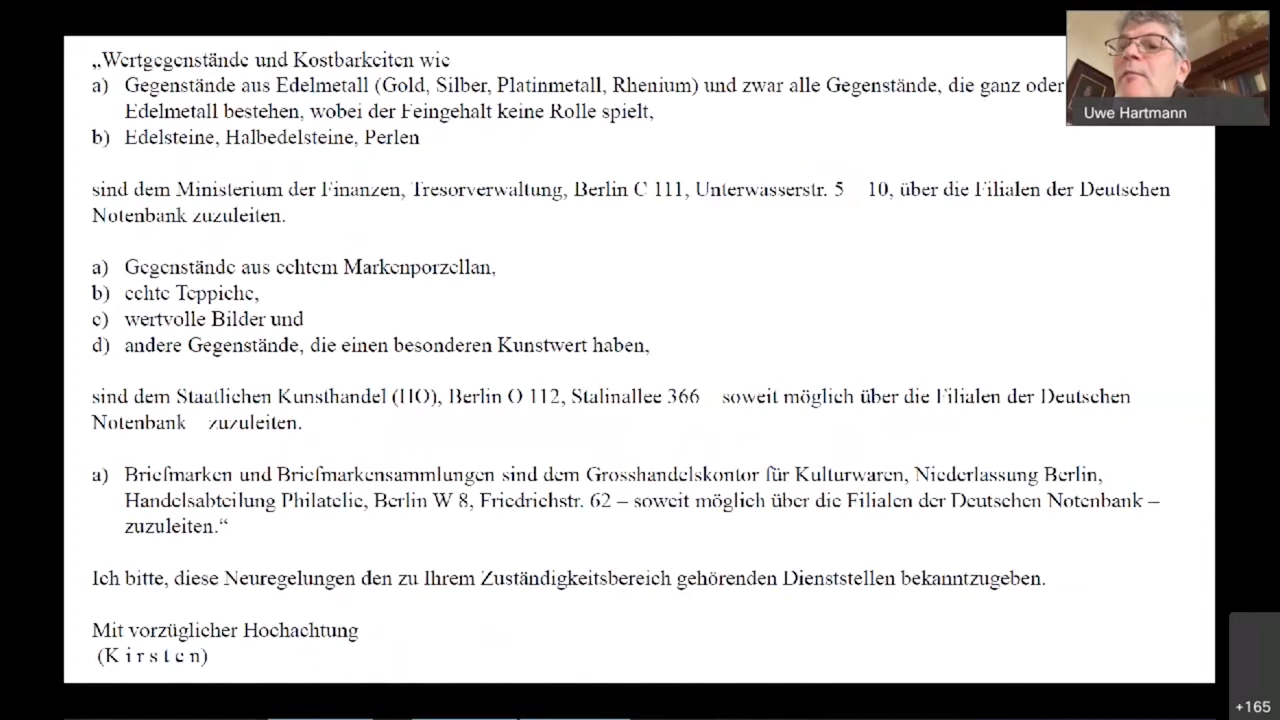 „Wertgegenstände und Kostbarkeiten wie
a) Gegenstände aus Edelmetall (Gold, Silber, Platinmetall, Rhenium) und zwar alle Gegenstände, die ganz oder
Edelmetall bestehen, wobei der Feingehalt keine Rolle spielt,
b) Edelsteine, Halbedelsteine, Perlen
sind dem Ministerium der Finanzen, Tresorverwaltung, Berlin C 111, Unterwasserstr. 5 10, über die Filialen der Deutschen
Notenbank zuzuleiten.
a) Gegenstände aus echtem Markenporzellan,
b) echte Teppiche,
c) wertvolle Bilder und
d) andere Gegenstände, die einen besonderen Kunstwert haben,
sind dem Staatlichen Kunsthandel (HO), Berlin O 112, Stalinallee 366 soweit möglich über die Filialen der Deutschen
Notenbank zuzuleiten.
a) Briefmarken und Briefmarkensammlungen sind dem Grosshandelskontor für Kulturwaren, Niederlassung Berlin,
Handelsabteilung Philatelie, Berlin W 8, Friedrichstr. 62 – soweit möglich über die Filialen der Deutschen Notenbank –
zuzuleiten.“
Ich bitte, diese Neuregelungen den zu Ihrem Zuständigkeitsbereich gehörenden Dienststellen bekanntzugeben.
Mit vorzüglicher Hochachtung
(K i r s t e n)
Uwe Hartmann
+165